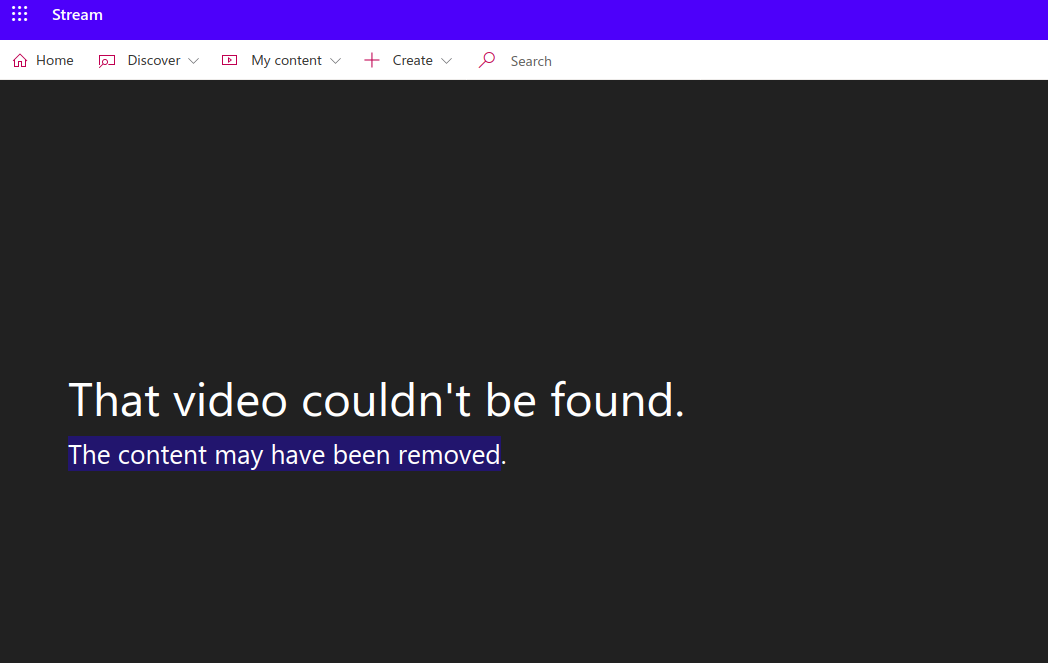 Stream
Home Discover My content Create Search
That video couldn't be found.
The content may have been removed.